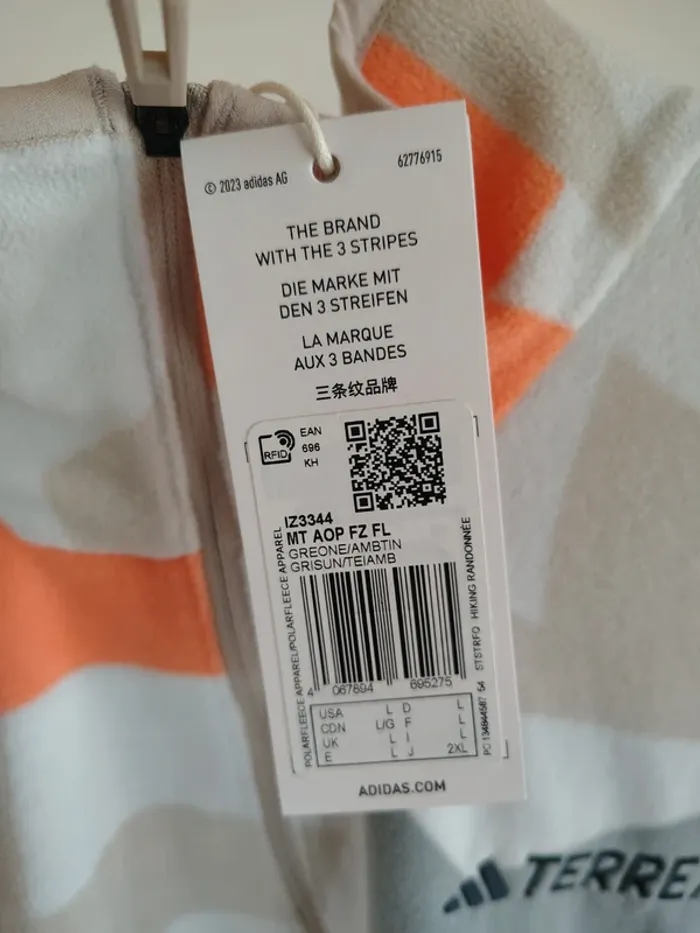 © 2023 adidas AG
62776915
THE BRAND
WITH THE 3 STRIPES
DIE MARKE MIT
DEN 3 STREIFEN
LA MARQUE
AUX 3 BANDES
三条纹品牌
RFID
EAN
696
KH
IZ3344
MT AOP FZ FL
GREONE/AMBTIN
GRISUN/TEIAMB
POLARFLEECE APPAREL/POLARFLEECE APPAREL
STSTRFO HIKING RANDONNÉE
4 067894 695275
USA L D L
CDN L/G F L
UK L I L
E L J 2XL
ADIDAS.COM
TERRE